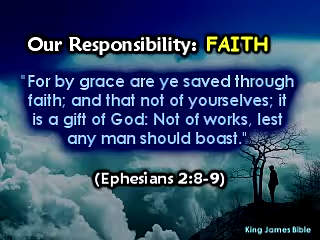 Our Responsibility: FAITH
"For by grace are ye saved through
faith; and that not of yourselves; it
is a gift of God: Not of works, lest
any man should boast."
(Ephesians 2:8-9)
King James Bible